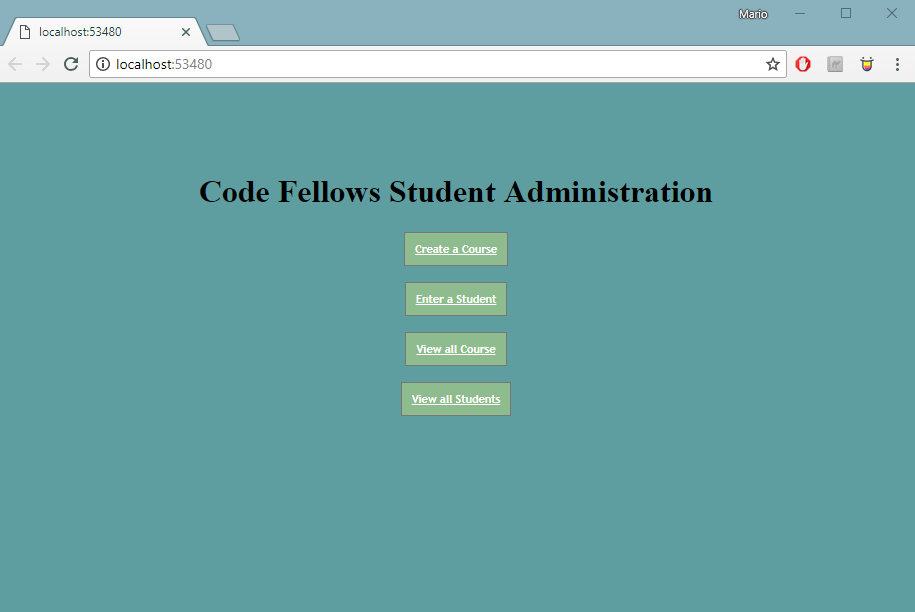 Mario
localhost:53480
localhost:53480
Code Fellows Student Administration
Create a Course
Enter a Student
View all Course
View all Students